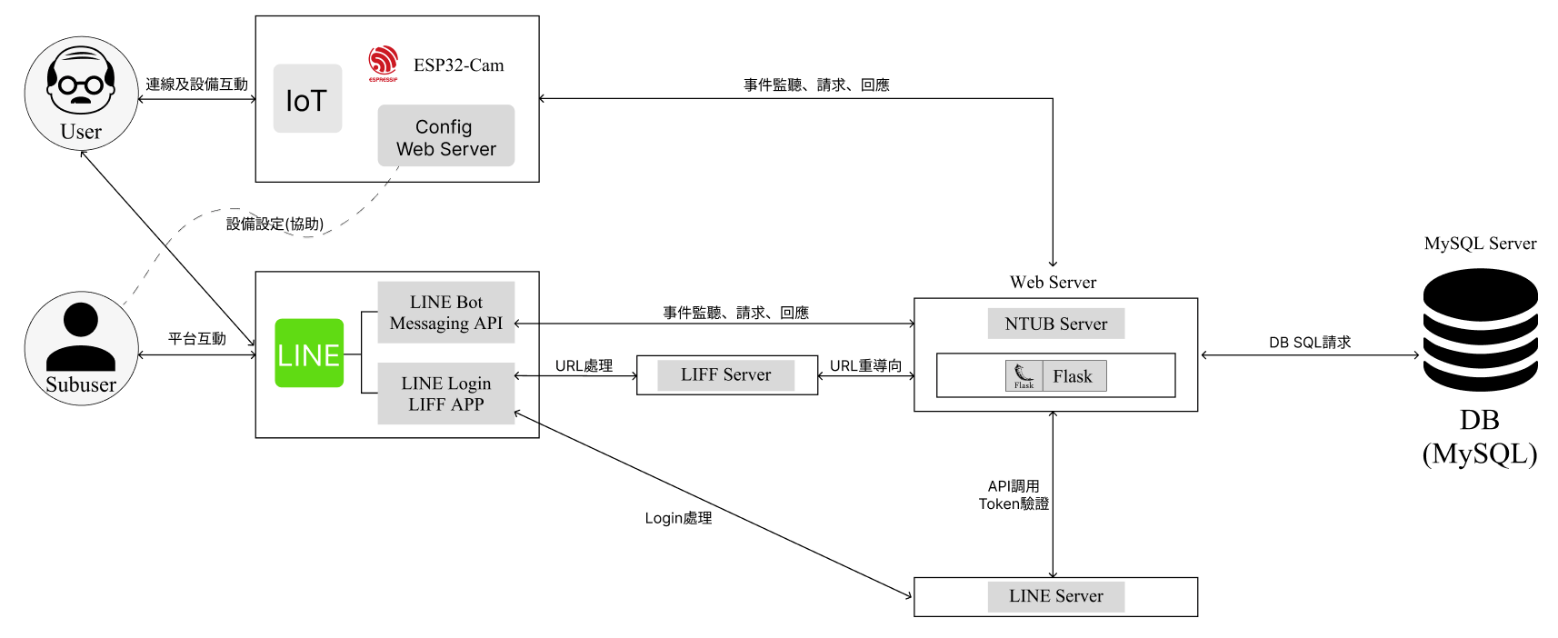 User
連線及設備互動
IoT
ESPRESSIF
ESP32-Cam
Config
Web Server
事件監聽、請求、回應
設備設定(協助)
Subuser
平台互動
LINE
LINE Bot
Messaging API
LINE Login
LIFF APP
事件監聽、請求、回應
URL處理
LIFF Server
URL重導向
Web Server
NTUB Server
Flask
Flask
DB SQL請求
MySQL Server
DB
(MySQL)
API調用
Token驗證
Login處理
LINE Server